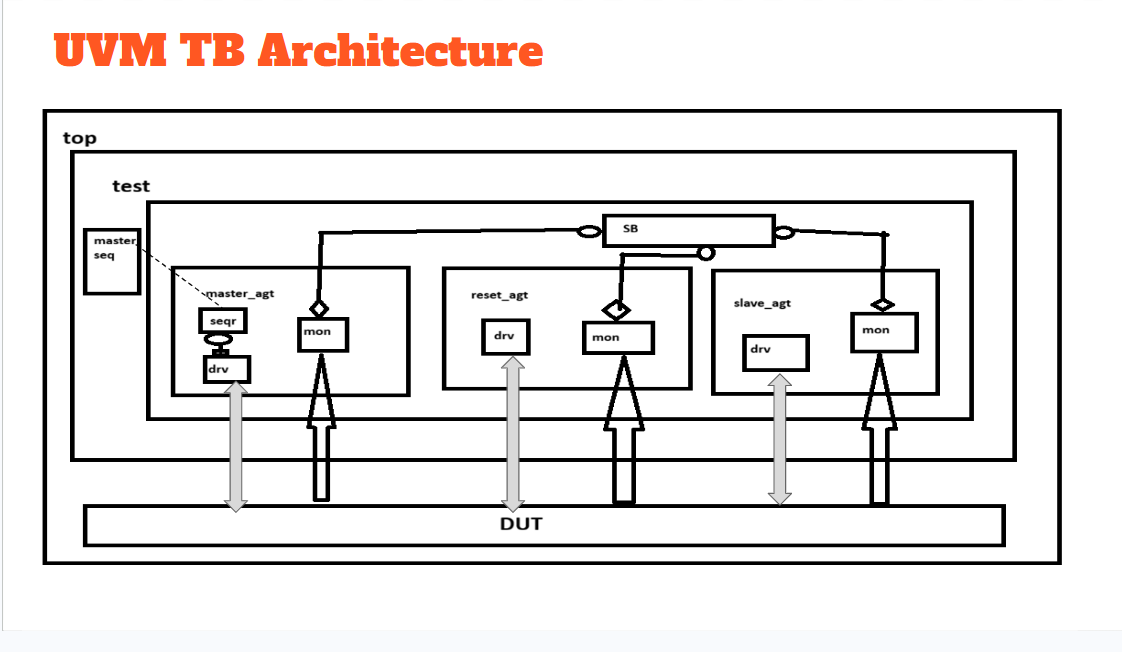 UVM TB Architecture
top
test
SB
master
seq
master_agt
reset_agt
slave_agt
seqr
mon
drv
mon
drv
mon
drv
DUT